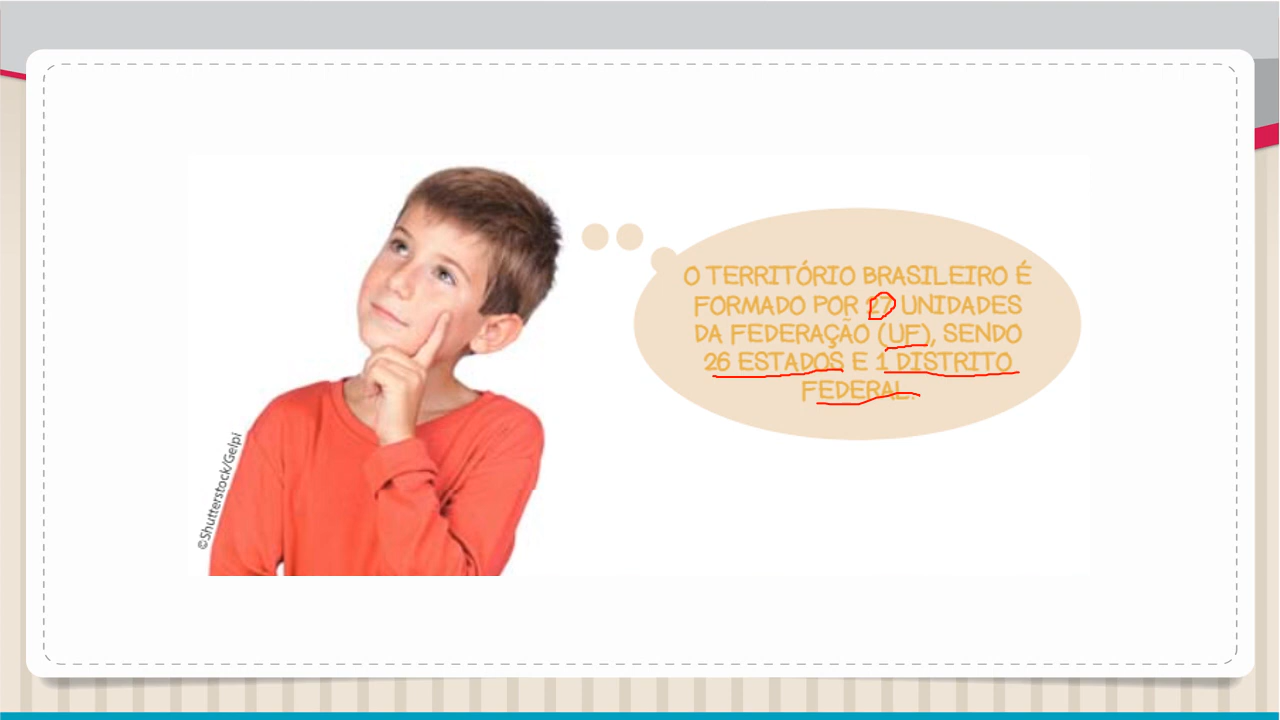 O TERRITÓRIO BRASILEIRO É
FORMADO POR 27 UNIDADES
DA FEDERAÇÃO (UF), SENDO
26 ESTADOS E 1 DISTRITO
FEDERAL.
©Shutterstock/Gelpi